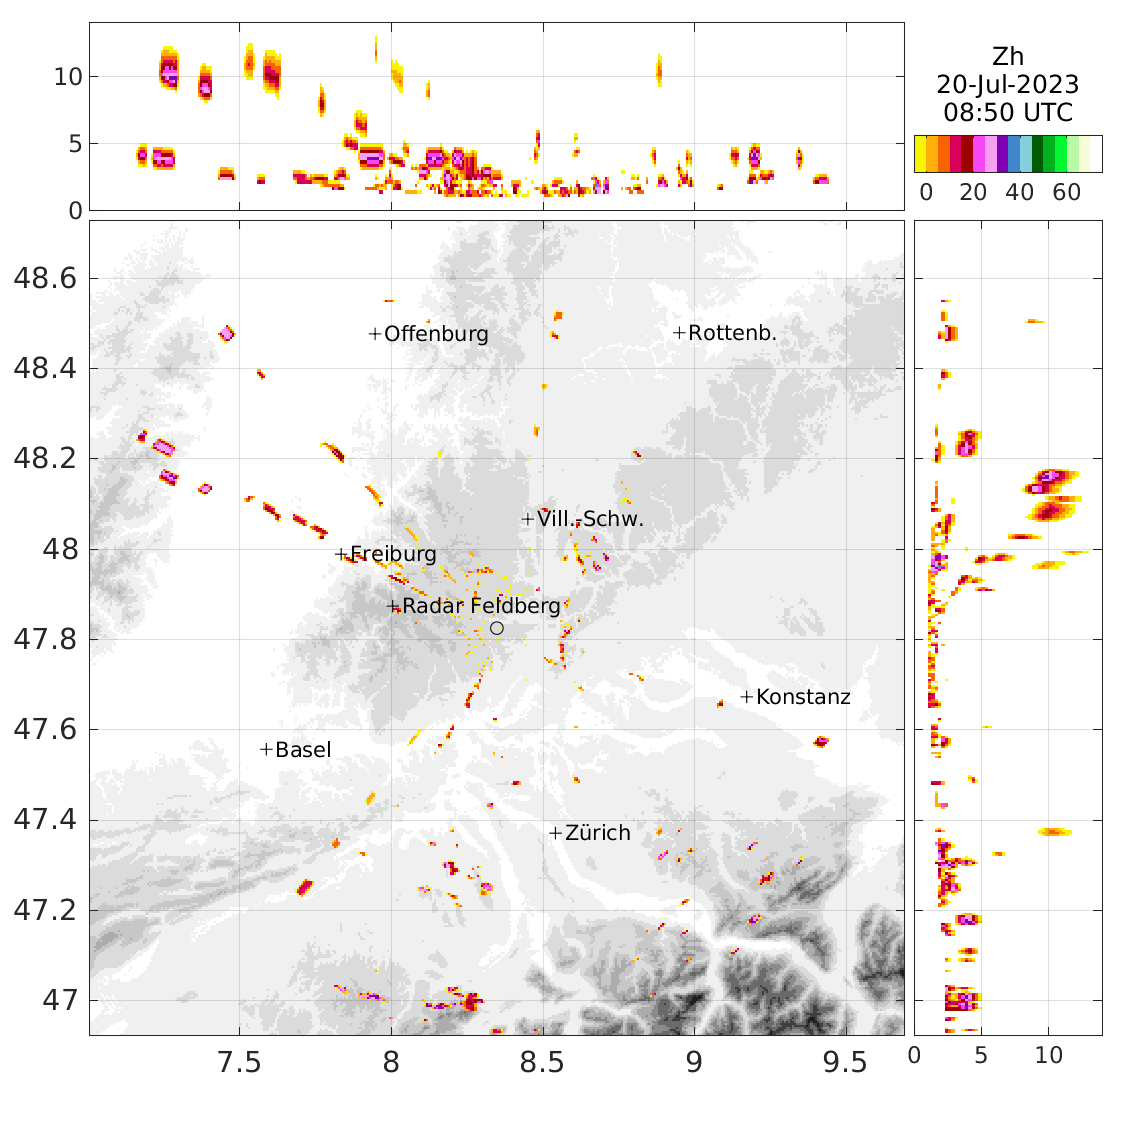 Zh
20-Jul-2023
08:50 UTC
0 20 40 60
10
5
0
48.6
48.4
48.2
48
47.8
47.6
47.4
47.2
47
+Offenburg
+Rottenb.
+Vill.-Schw.
+Freiburg
+Radar Feldberg
+Konstanz
+Basel
+Zürich
7.5 8 8.5 9 9.5
0 5 10